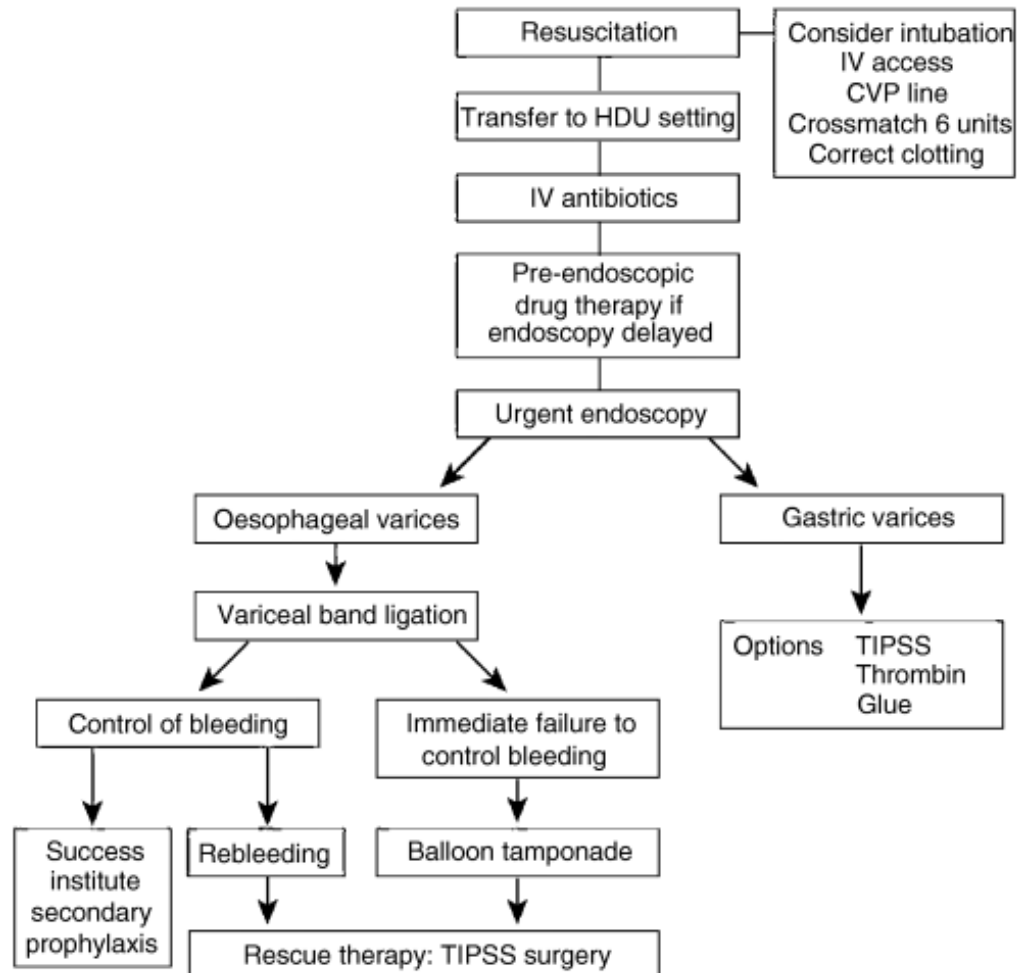 Resuscitation
Consider intubation
IV access
CVP line
Crossmatch 6 units
Correct clotting
Transfer to HDU setting
IV antibiotics
Pre-endoscopic
drug therapy if
endoscopy delayed
Urgent endoscopy
Oesophageal varices
Gastric varices
Variceal band ligation
Options TIPSS
Thrombin
Glue
Control of bleeding
Immediate failure to
control bleeding
Success
institute
secondary
prophylaxis
Rebleeding
Balloon tamponade
Rescue therapy: TIPSS surgery